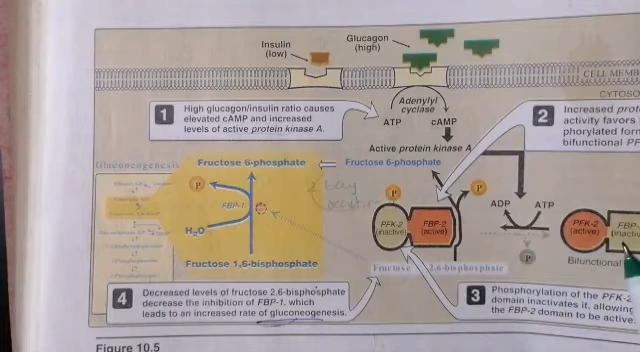 Insulin
(low)
Glucagon
(high)
CELL MEMB
CYTOSO
1
High glucagon/insulin ratio causes
elevated cAMP and increased
levels of active protein kinase A.
Adenylyl
cyclase
ATP
cAMP
Active protein kinase A
2
Increased prot
activity favors
phorylated form
bifunctional PF
Gluconeogenesis
Fructose 6-phosphate
Fructose 6-phosphate
P
FBP-1
H2O
Fructose 1,6-bisphosphate
P
P
PFK-2
(inactive)
FBP-2
(active)
Fructose 2,6-bisphosphate
ADP
ATP
P
PFK-2
(active)
FBP-
(inactiv
Bifunctional
4
Decreased levels of fructose 2,6-bisphosphate
decrease the inhibition of FBP-1, which
leads to an increased rate of gluconeogenesis.
3
Phosphorylation of the PFK-2
domain inactivates it, allowing
the FBP-2 domain to be active.
Figure 10.5